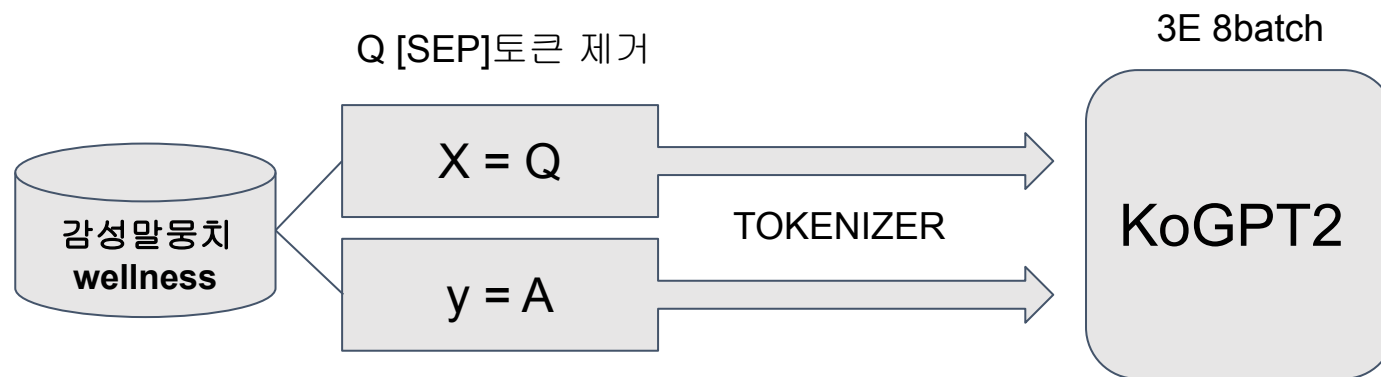 3E 8batch
Q [SEP]토큰 제거
X = Q
감성말뭉치
wellness
TOKENIZER
KoGPT2
y = A